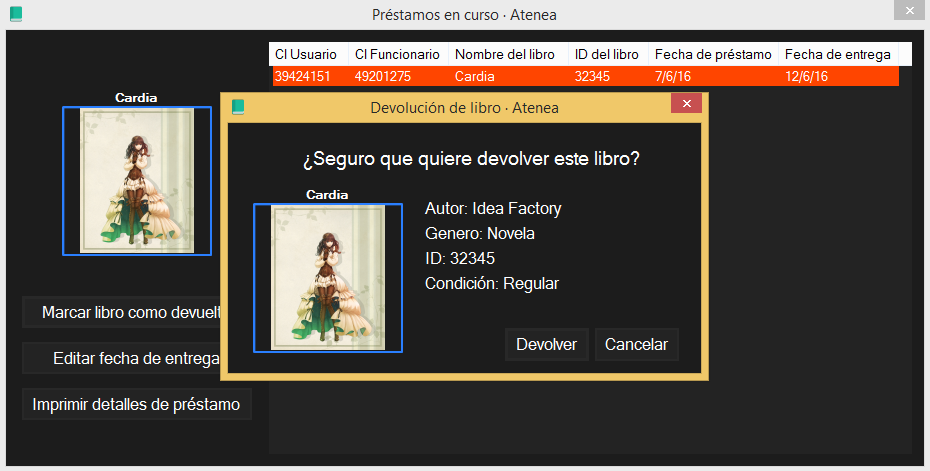 Préstamos en curso · Atenea
CI Usuario CI Funcionario Nombre del libro ID del libro Fecha de préstamo Fecha de entrega
39424151 49201275 Cardia 32345 7/6/16 12/6/16
Cardia
Marcar libro como devuelt
Editar fecha de entrega
Imprimir detalles de préstamo
Devolución de libro · Atenea
¿Seguro que quiere devolver este libro?
Cardia
Autor: Idea Factory
Genero: Novela
ID: 32345
Condición: Regular
Devolver Cancelar